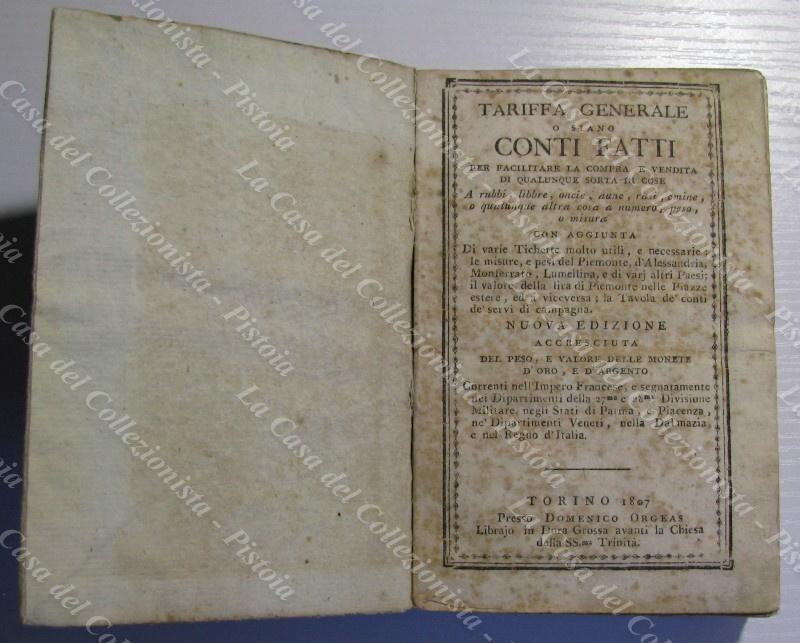 TARIFFA GENERALE
O SIANO
CONTI FATTI
PER FACILITARE LA COMPRA E VENDITA
DI QUALUNQUE SORTA DI COSE
A rubbi, libbre, oncie, aune, rasi, emine,
o qualunque altra cosa a numero, peso,
o misura
CON AGGIUNTA
Di varie Tichette molto utili, e necessarie;
le misure, e pesi del Piemonte, d'Alessandria,
Monferrato, Lumellina, e di varj altri Paesi;
il valore della lira di Piemonte nelle Piazze
estere, ed a viceversa; la Tavola de' conti
de' servi di campagna.
NUOVA EDIZIONE
ACCRESCIUTA
DEL PESO, E VALORE DELLE MONETE
D'ORO, E D'ARGENTO
Correnti nell'Impero Francese, e segnatamente
nei Dipartimenti della 27ma e 28ma Divisione
Militare, negli Stati di Parma, e Piacenza,
ne' Dipartimenti Veneti, nella Dalmazia,
e nel Regno d'Italia.
TORINO 1807
Presso DOMENICO ORGEAS
Librajo in Dora Grossa avanti la Chiesa
della SS.ma Trinità.
La Casa del Collezionista - Pistoia